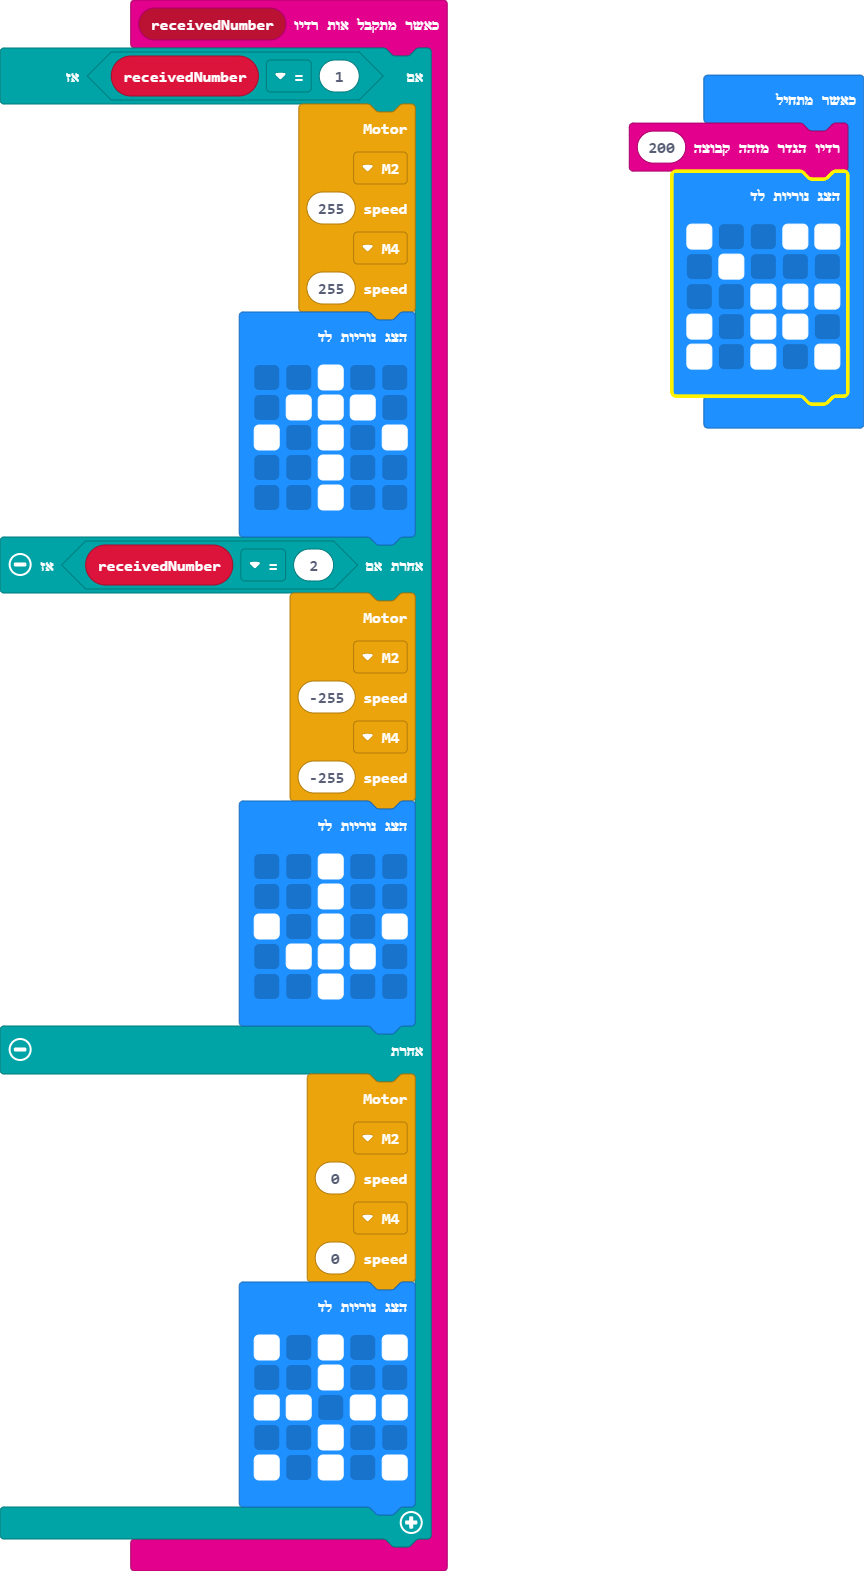 כאשר מתקבל אות רדיו receivedNumber
אם receivedNumber = 1 אז
Motor
M2
speed 255
M4
speed 255
הצג נוריות לד
אחרת אם receivedNumber = 2 אז
Motor
M2
speed -255
M4
speed -255
הצג נוריות לד
אחרת
Motor
M2
speed 0
M4
speed 0
הצג נוריות לד
כאשר מתחיל
רדיו הגדר מזהה קבוצה 200
הצג נוריות לד